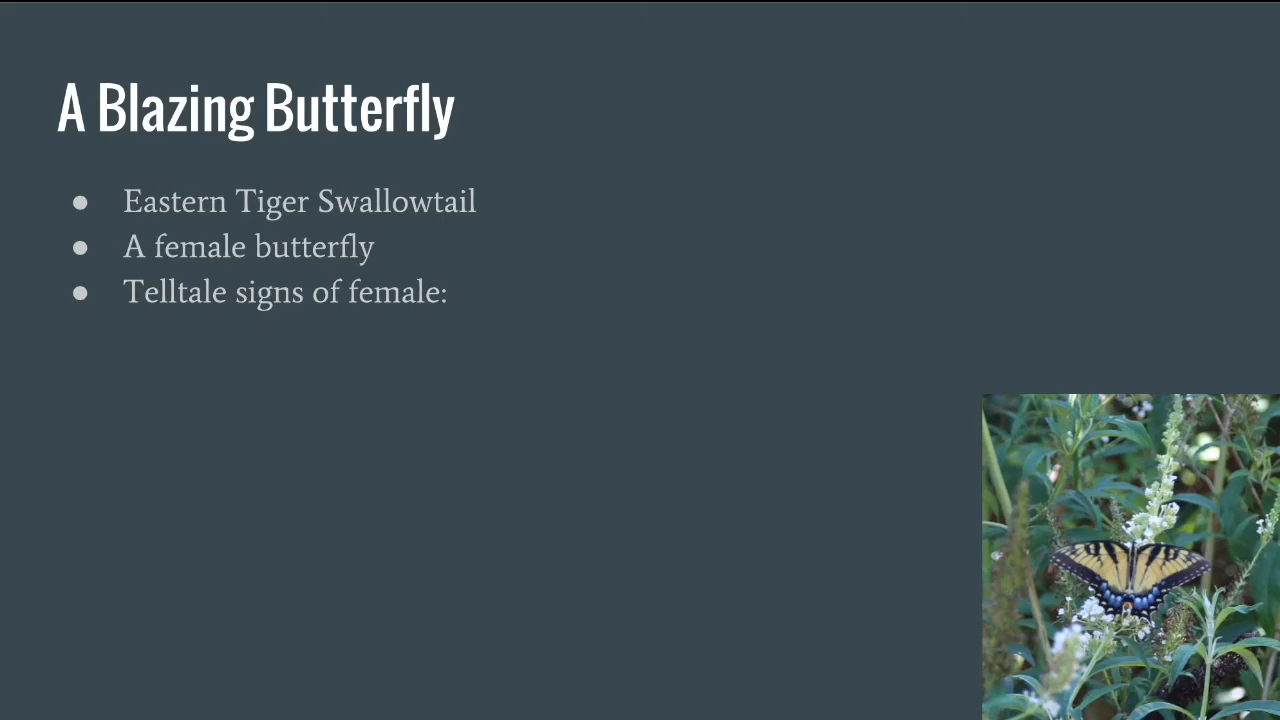 A Blazing Butterfly
● Eastern Tiger Swallowtail
● A female butterfly
● Telltale signs of female: